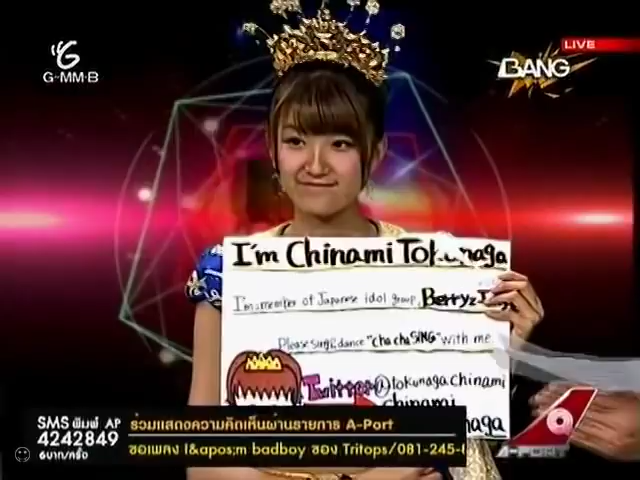 G-MM-B
LIVE
BANG
I'm Chinami Tokunaga
I'm member of Japanese idol group, Berryz
Please sing & dance "cha cha SING" with me.
Twitter@tokunagachinami
chinami
naga
SMS พิมพ์ AP
4242849
6บาท/ครั้ง
ร่วมแสดงความคิดเห็นผ่านรายการ A-Port
ขอเพลง I&apos;m badboy ของ Tritops/081-245-
A-PORT